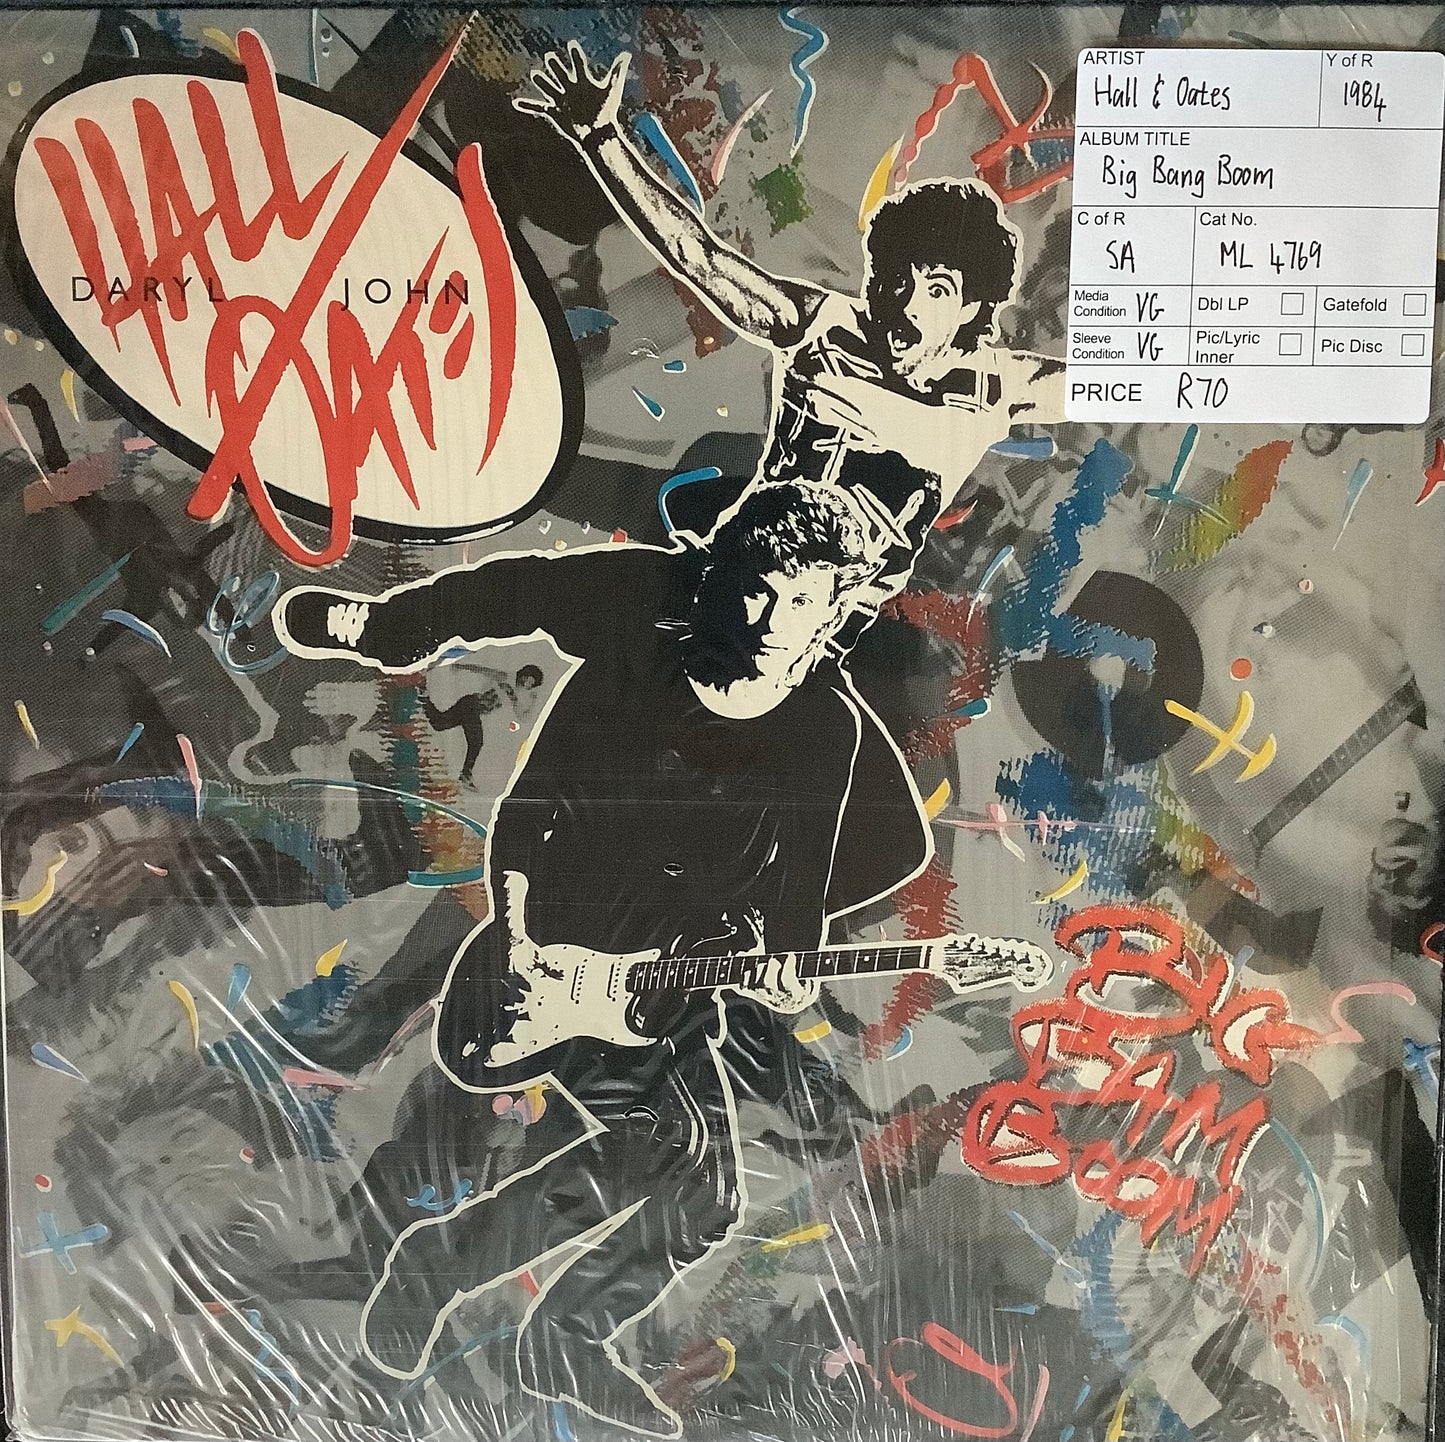 HALL
DARYL JOHN
OATES
ARTIST Y of R
Hall & Oates 1984
ALBUM TITLE
Big Bang Boom
C of R Cat No.
SA ML 4769
Media Condition VG Dbl LP Gatefold
Sleeve Condition VG Pic/Lyric Inner Pic Disc
PRICE R70
BIG
BAM
BOOM